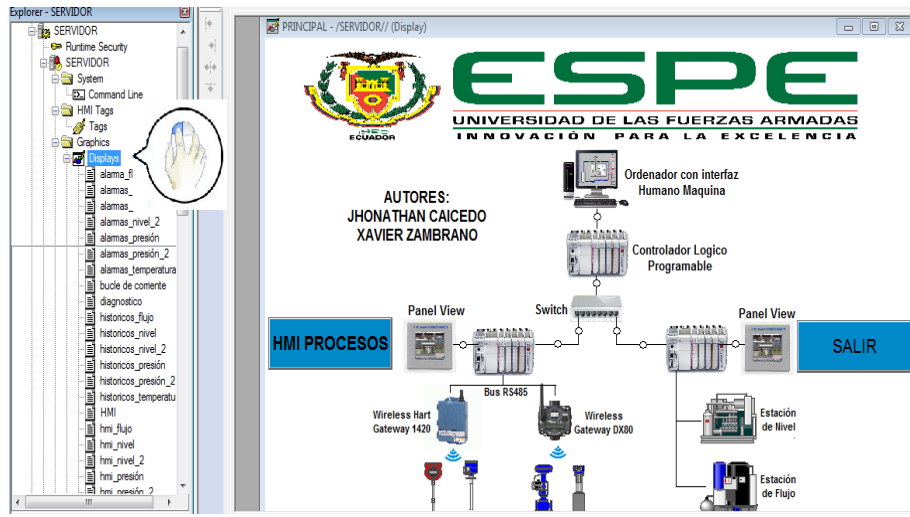 Explorer - SERVIDOR
SERVIDOR
Runtime Security
SERVIDOR
System
Command Line
HMI Tags
Tags
Graphics
Displays
alarma_fl
alamas_
alarmas_
alarmas_nivel_2
alarmas_presión
alarmas_presión_2
alarmas_temperatura
bucle de corriente
diagnostico
historicos_flujo
historicos_nivel
historicos_nivel_2
historicos_presión
historicos_presión_2
historicos_temperatu
HMI
hmi_flujo
hmi_nivel
hmi_nivel_2
hmi_presión
hmi_presión_2
PRINCIPAL - /SERVIDOR// (Display)
ECUADOR
ESPE
UNIVERSIDAD DE LAS FUERZAS ARMADAS
INNOVACIÓN PARA LA EXCELENCIA
AUTORES:
JHONATHAN CAICEDO
XAVIER ZAMBRANO
Ordenador con interfaz
Humano Maquina
Controlador Logico
Programable
Switch
Panel View
Panel View
HMI PROCESOS
SALIR
Bus RS485
Wireless Hart
Gateway 1420
Wireless
Gateway DX80
Estación
de Nivel
Estación
de Flujo